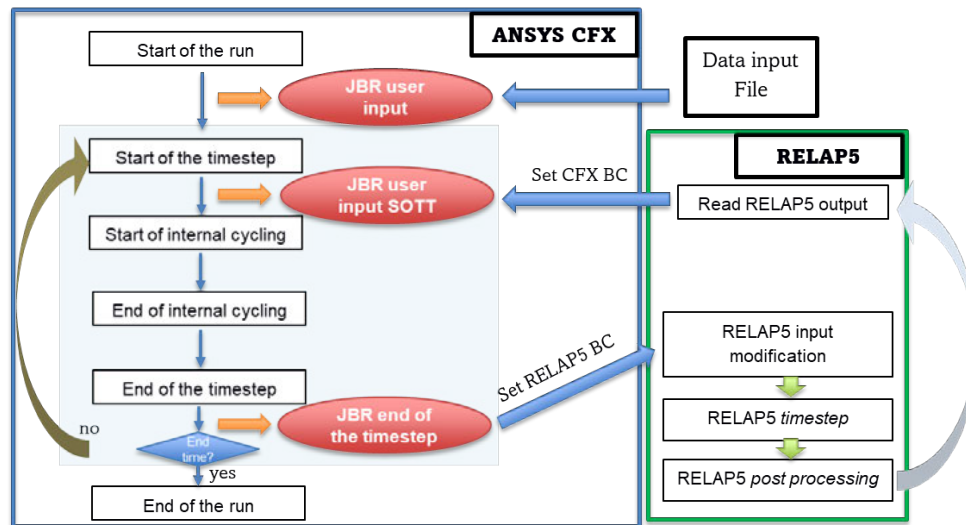 ANSYS CFX
Start of the run
JBR user
input
Data input
File
Start of the timestep
JBR user
input SOTT
Set CFX BC
RELAP5
Read RELAP5 output
Start of internal cycling
End of internal cycling
RELAP5 input
modification
Set RELAP5 BC
End of the timestep
JBR end of
the timestep
RELAP5 timestep
no
End
time?
yes
RELAP5 post processing
End of the run